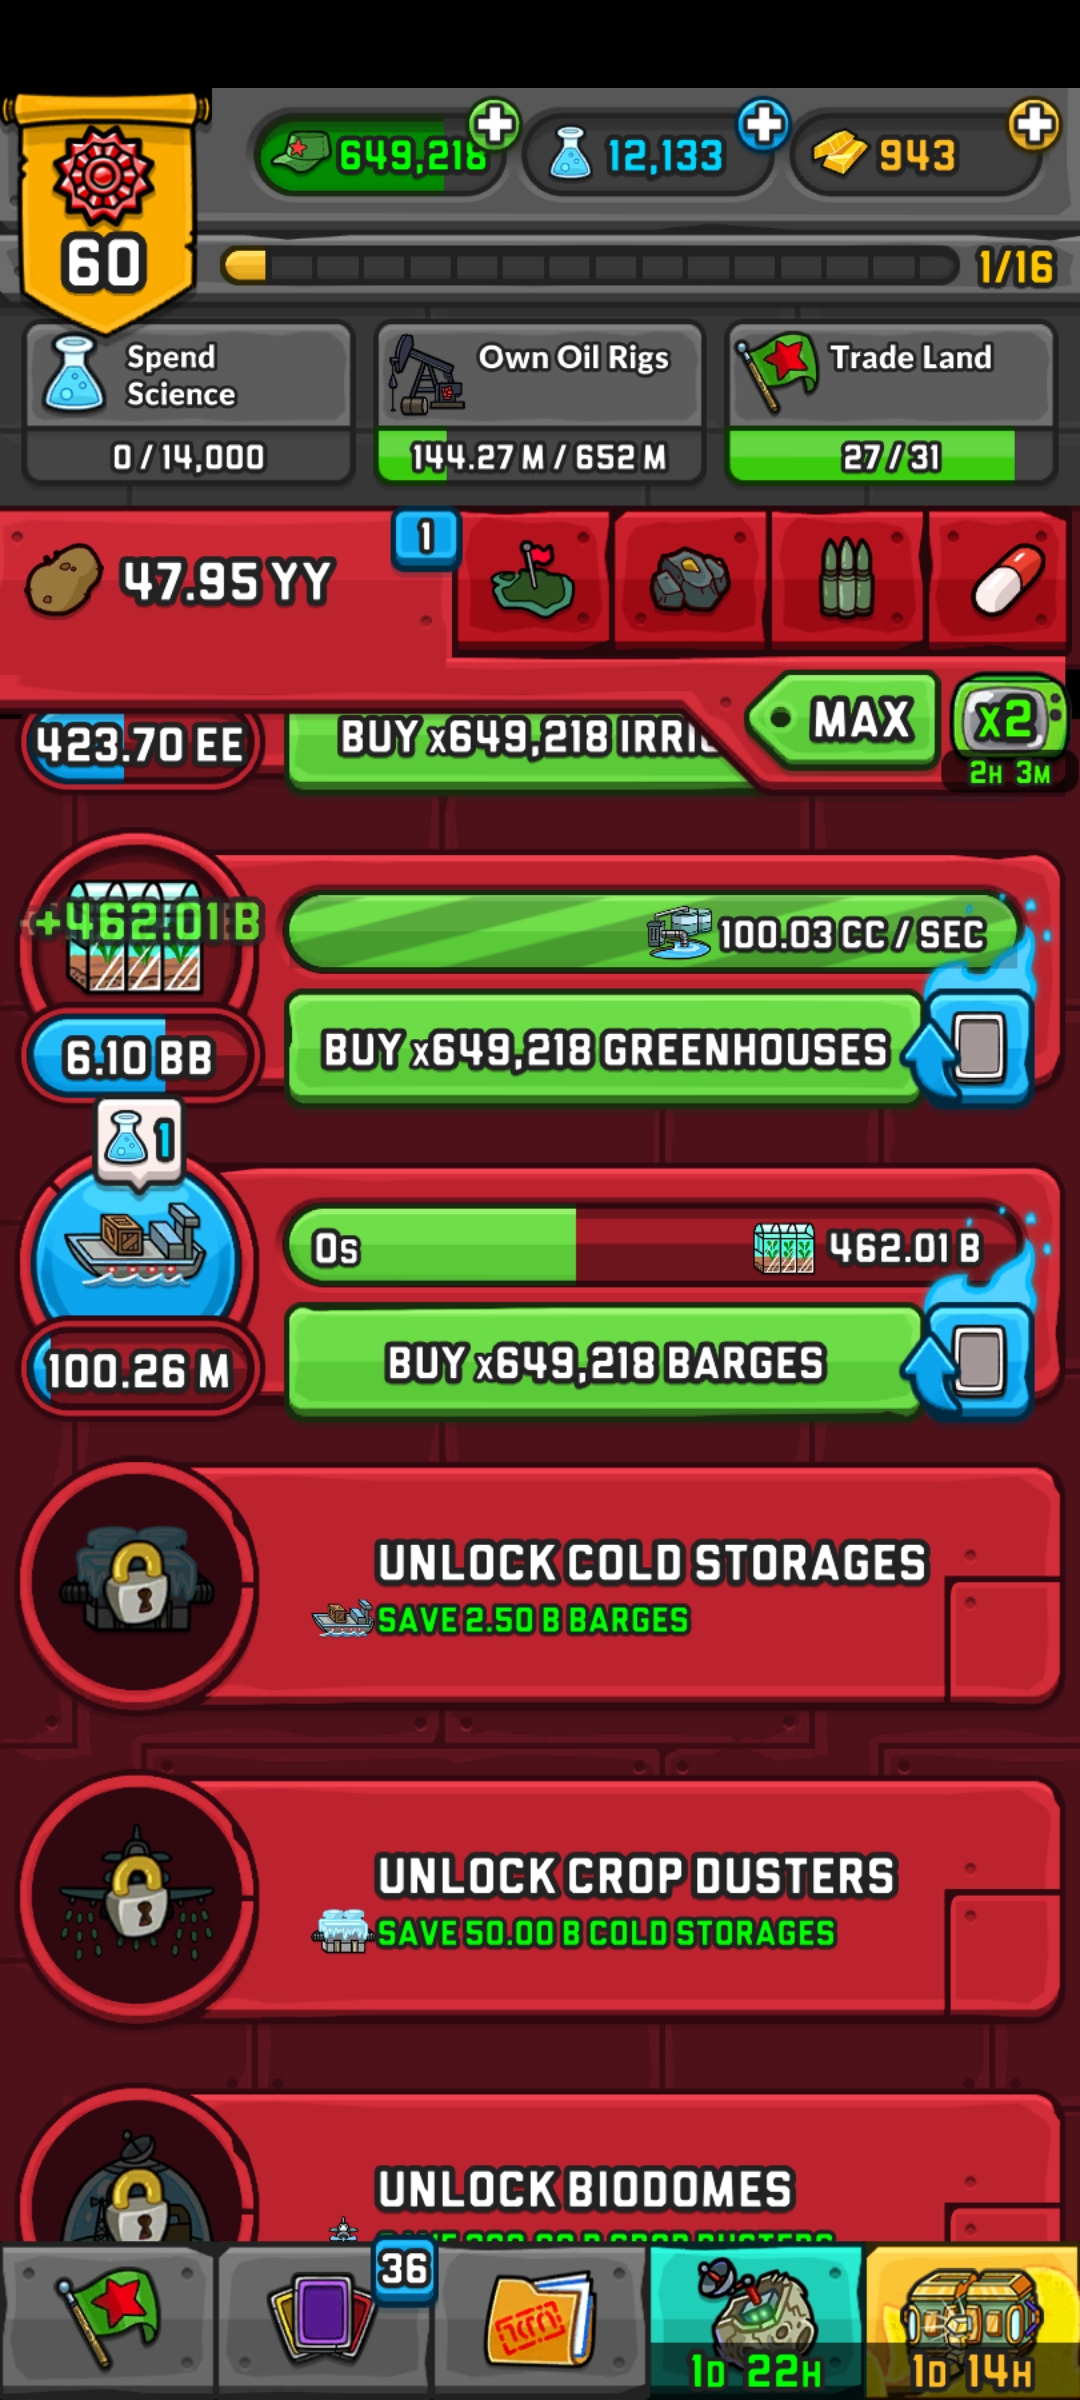 649,218
12,133
943
60
1/16
Spend
Science
0 / 14,000
Own Oil Rigs
144.27 M / 652 M
Trade Land
27 / 31
47.95 YY
1
MAX
x2
2H 3M
423.70 EE
BUY x649,218
+462.01 B
100.03 CC / SEC
6.10 BB
BUY x649,218 GREENHOUSES
1
0s
462.01 B
100.26 M
BUY x649,218 BARGES
UNLOCK COLD STORAGES
SAVE 2.50 B BARGES
UNLOCK CROP DUSTERS
SAVE 50.00 B COLD STORAGES
UNLOCK BIODOMES
36
1D 22H
1D 14H